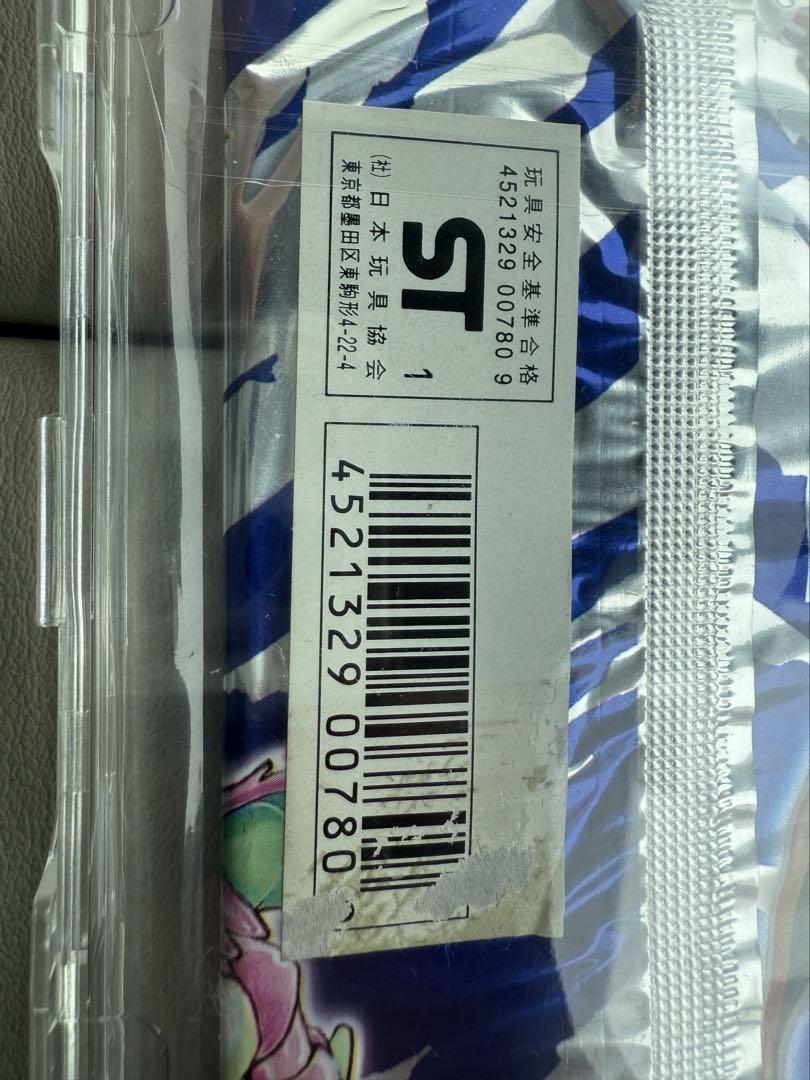 玩具安全基準合格
4521329 00780 9
ST
1
(社) 日本玩具協会
東京都墨田区東駒形4-22-4
4521329 00780